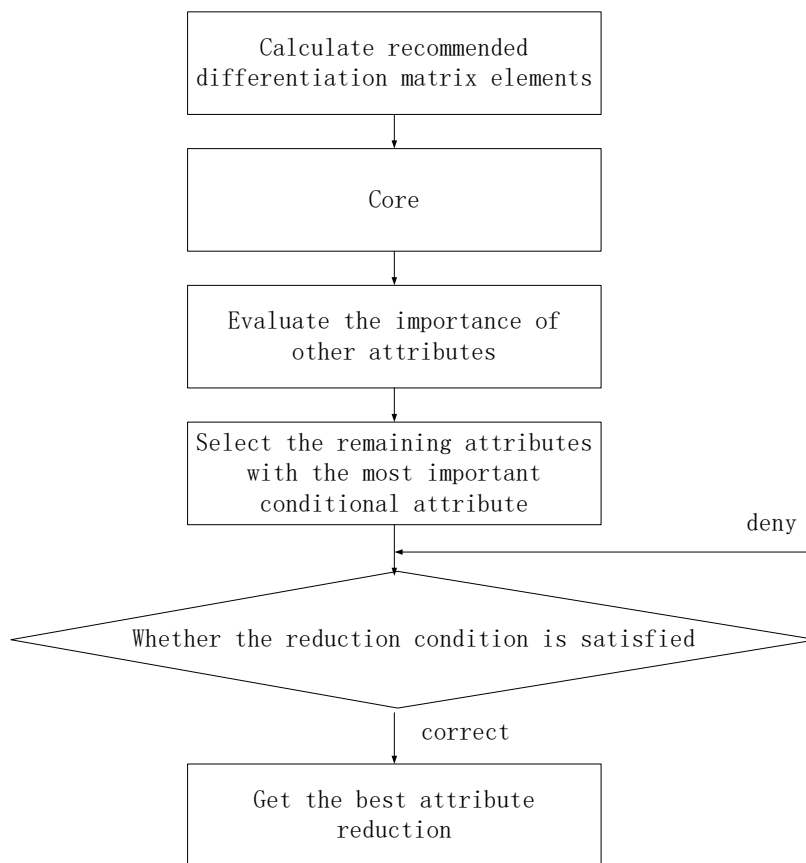 Calculate recommended
differentiation matrix elements
Core
Evaluate the importance of
other attributes
Select the remaining attributes
with the most important
conditional attribute
deny
Whether the reduction condition is satisfied
correct
Get the best attribute
reduction